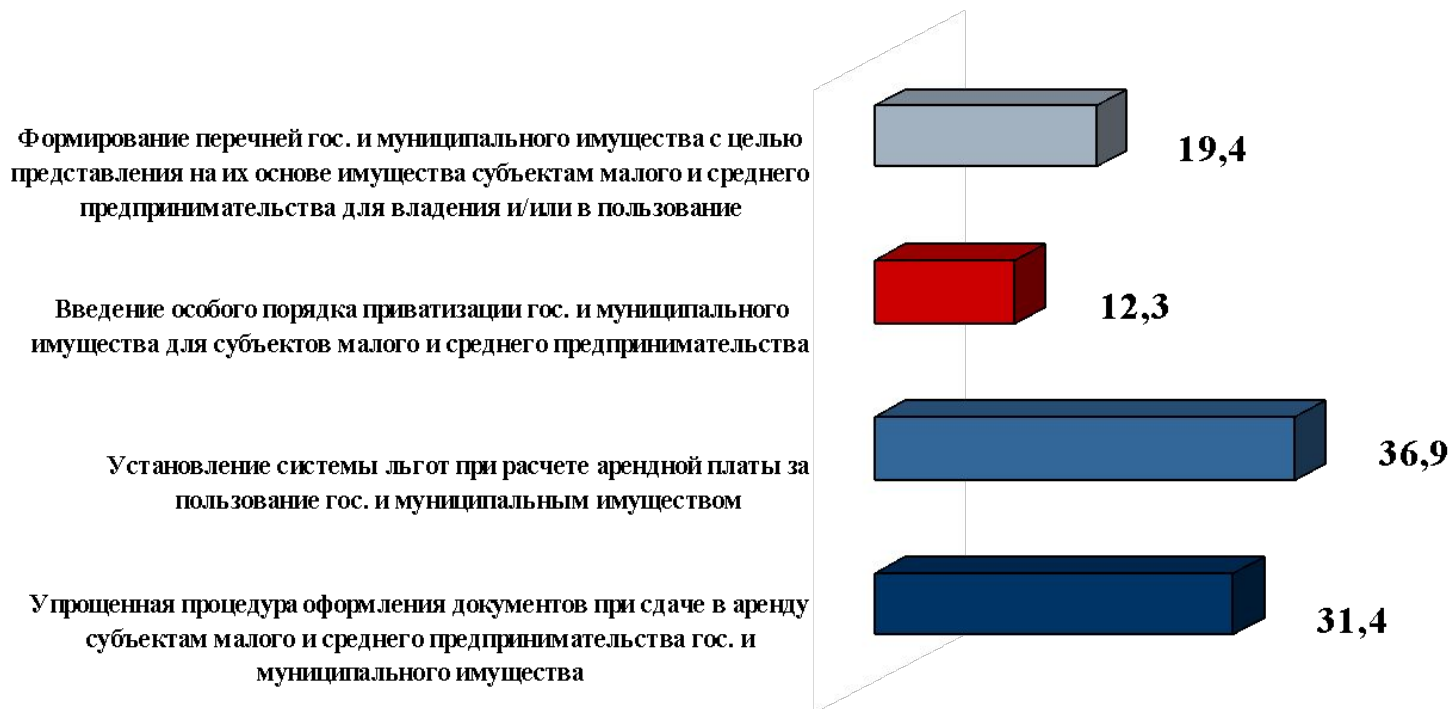 Формирование перечней гос. и муниципального имущества с целью
представления на их основе имущества субъектам малого и среднего
предпринимательства для владения и/или в пользование
19,4
Введение особого порядка приватизации гос. и муниципального
имущества для субъектов малого и среднего предпринимательства
12,3
Установление системы льгот при расчете арендной платы за
пользование гос. и муниципальным имуществом
36,9
Упрощенная процедура оформления документов при сдаче в аренду
субъектам малого и среднего предпринимательства гос. и
муниципального имущества
31,4